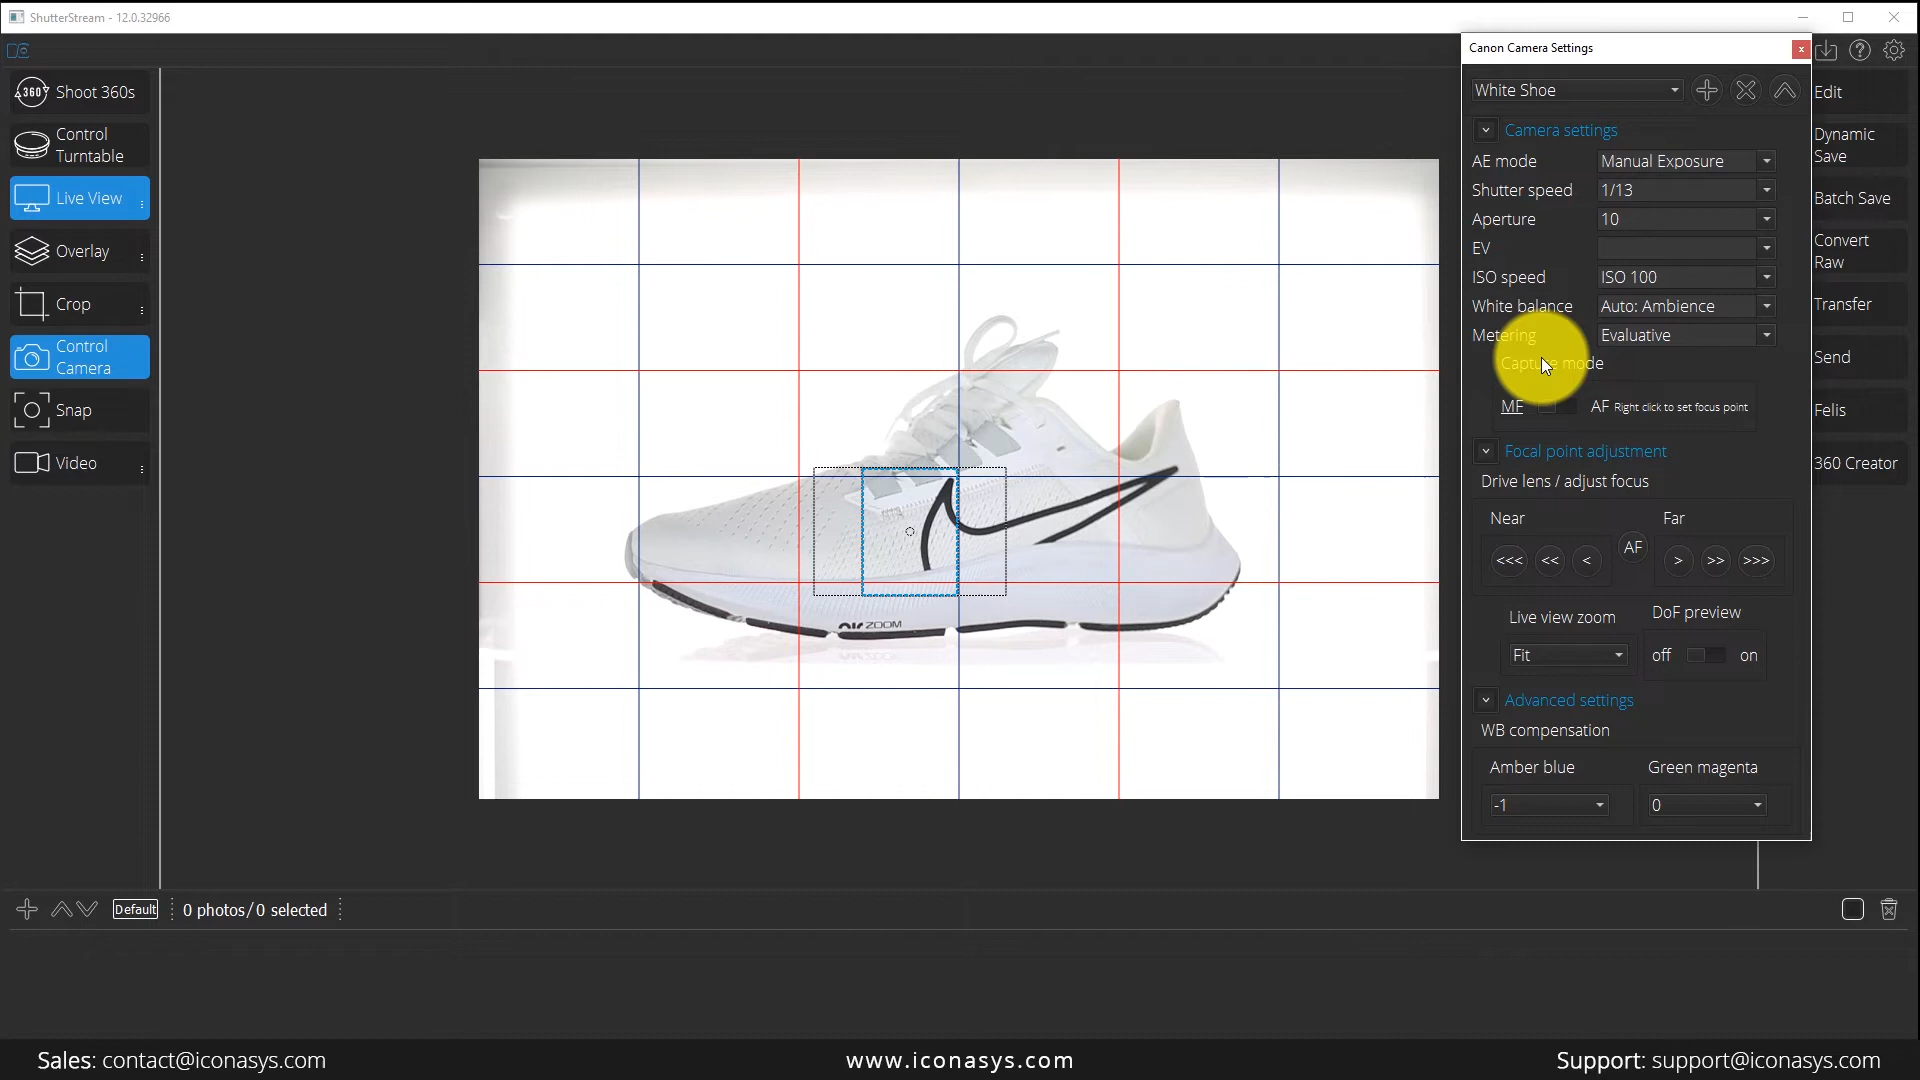 ShutterStream - 12.0.32966
Canon Camera Settings
Shoot 360s
Control
Turntable
Live View
Overlay
Crop
Control
Camera
Snap
Video
AIR ZOOM
White Shoe
Camera settings
AE mode Manual Exposure
Shutter speed 1/13
Aperture 10
EV
ISO speed ISO 100
White balance Auto: Ambience
Metering Evaluative
Capture mode
MF AF Right click to set focus point
Focal point adjustment
Drive lens / adjust focus
Near Far
<<< << < AF > >> >>>
Live view zoom DoF preview
Fit off on
Advanced settings
WB compensation
Amber blue Green magenta
-1 0
Edit
Dynamic
Save
Batch Save
Convert
Raw
Transfer
Send
Felis
360 Creator
Default 0 photos/ 0 selected
Sales: contact@iconasys.com www.iconasys.com Support: support@iconasys.com